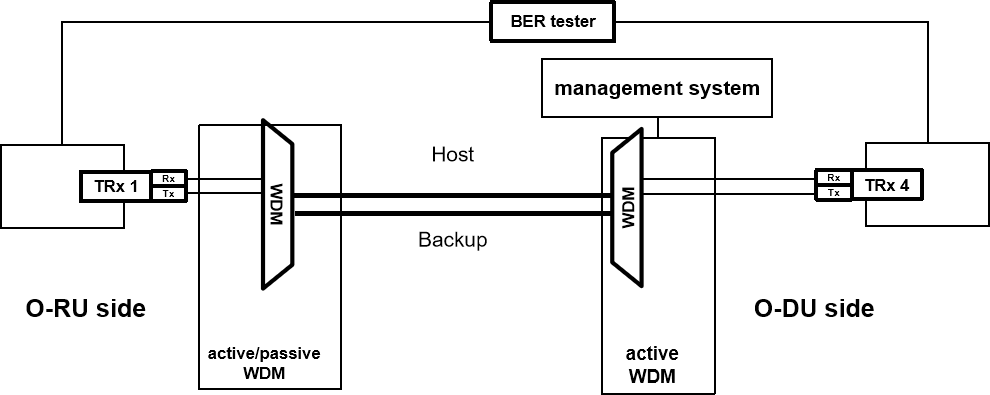 BER tester
management system
Host
TRx 1
Rx
Tx
WDM
WDM
Rx
Tx
TRx 4
Backup
O-RU side
O-DU side
active/passive
WDM
active
WDM